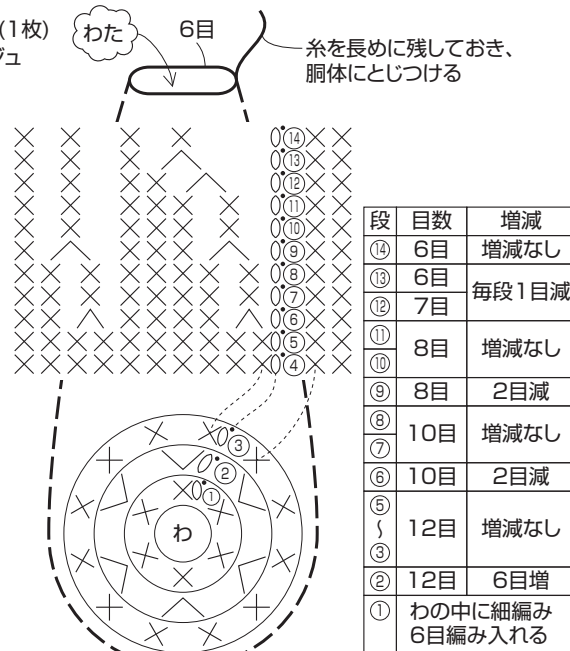 (1枚)
ジュ
わた
6目
糸を長めに残しておき、
胴体にとじつける
⑭
⑬
⑫
⑪
⑩
⑨
⑧
⑦
⑥
⑤
④
③
②
①
わ
段 目数 増減
⑭ 6目 増減なし
⑬ 6目 毎段1目減
⑫ 7目
⑪ 8目 増減なし
⑩
⑨ 8目 2目減
⑧ 10目 増減なし
⑦
⑥ 10目 2目減
⑤ 〜 ③ 12目 増減なし
② 12目 6目増
① わの中に細編み
6目編み入れる